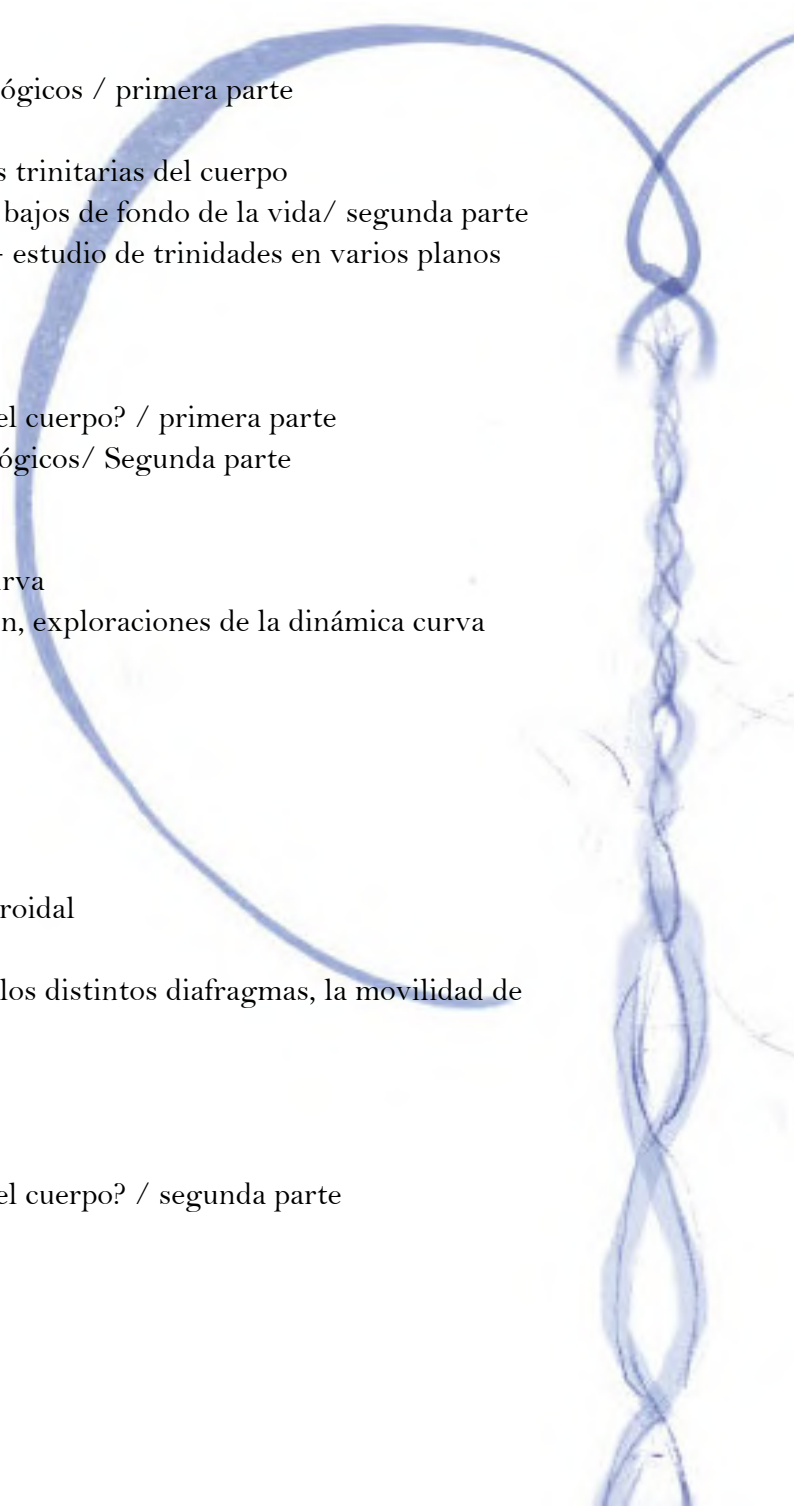 ógicos / primera parte
s trinitarias del cuerpo
bajos de fondo de la vida/ segunda parte
- estudio de trinidades en varios planos
el cuerpo? / primera parte
ógicos/ Segunda parte
rva
n, exploraciones de la dinámica curva
roidal
los distintos diafragmas, la movilidad de
el cuerpo? / segunda parte